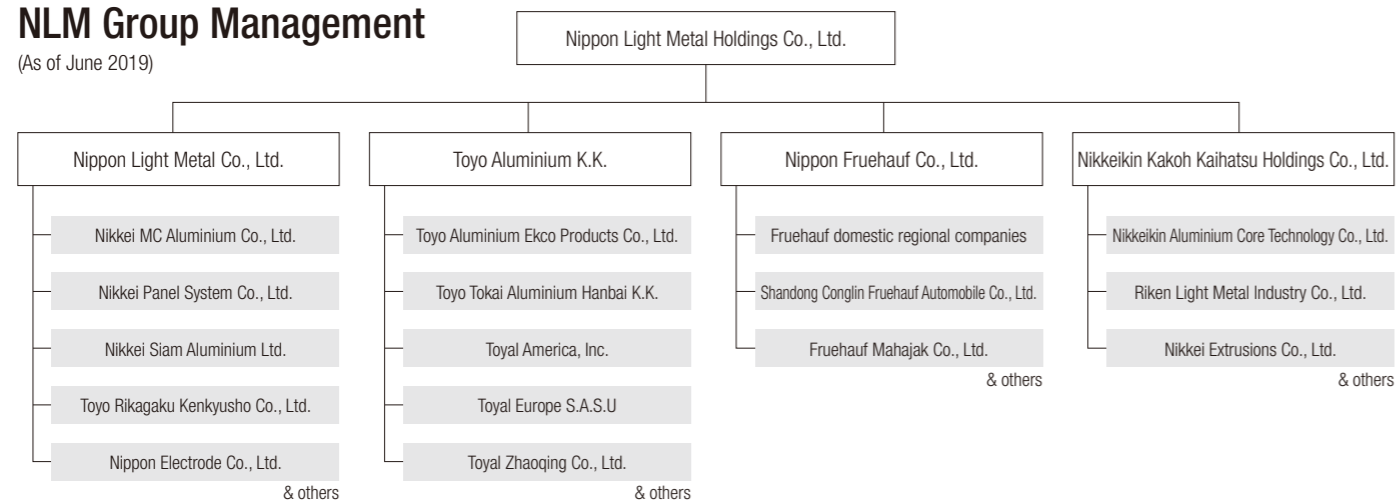 NLM Group Management
(As of June 2019)
Nippon Light Metal Holdings Co., Ltd.
Nippon Light Metal Co., Ltd.
Nikkei MC Aluminium Co., Ltd.
Nikkei Panel System Co., Ltd.
Nikkei Siam Aluminium Ltd.
Toyo Rikagaku Kenkyusho Co., Ltd.
Nippon Electrode Co., Ltd.
& others
Toyo Aluminium K.K.
Toyo Aluminium Ekco Products Co., Ltd.
Toyo Tokai Aluminium Hanbai K.K.
Toyal America, Inc.
Toyal Europe S.A.S.U
Toyal Zhaoqing Co., Ltd.
& others
Nippon Fruehauf Co., Ltd.
Fruehauf domestic regional companies
Shandong Conglin Fruehauf Automobile Co., Ltd.
Fruehauf Mahajak Co., Ltd.
& others
Nikkeikin Kakoh Kaihatsu Holdings Co., Ltd.
Nikkeikin Aluminium Core Technology Co., Ltd.
Riken Light Metal Industry Co., Ltd.
Nikkei Extrusions Co., Ltd.
& others